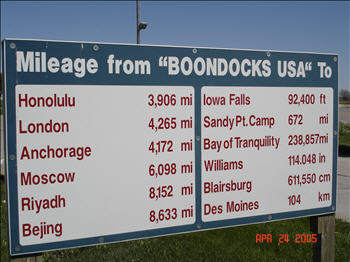 Mileage from "BOONDOCKS USA" To
Honolulu 3,906 mi
London 4,265 mi
Anchorage 4,172 mi
Moscow 6,098 mi
Riyadh 8,152 mi
Beijing 8,633 mi
Iowa Falls 92,400 ft
Sandy Pt. Camp 672 mi
Bay of Tranquility 238,857 mi
Williams 114.048 in
Blairsburg 611,550 cm
Des Moines 104 km
APR 24 2005